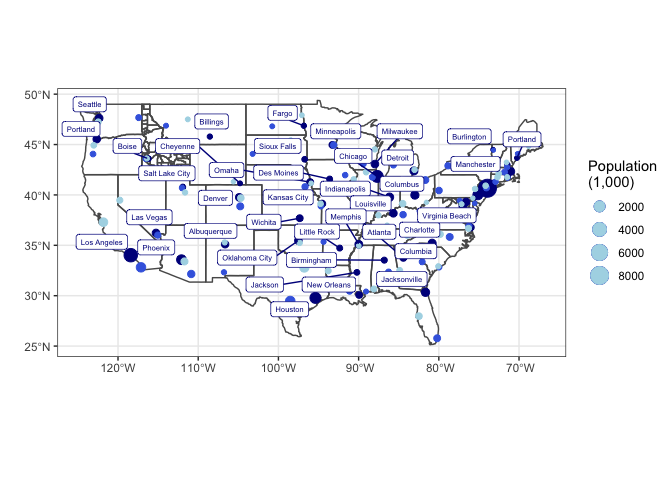 50°N
45°N
40°N
35°N
30°N
25°N
120°W
110°W
100°W
90°W
80°W
70°W
Seattle
Portland
Boise
Cheyenne
Billings
Fargo
Minneapolis
Milwaukee
Burlington
Portland
Sioux Falls
Chicago
Detroit
Manchester
Salt Lake City
Omaha
Des Moines
Indianapolis
Columbus
Denver
Kansas City
Louisville
Las Vegas
Wichita
Memphis
Virginia Beach
Los Angeles
Phoenix
Albuquerque
Little Rock
Atlanta
Charlotte
Oklahoma City
Birmingham
Columbia
Jackson
New Orleans
Jacksonville
Houston
Population
(1,000)
2000
4000
6000
8000